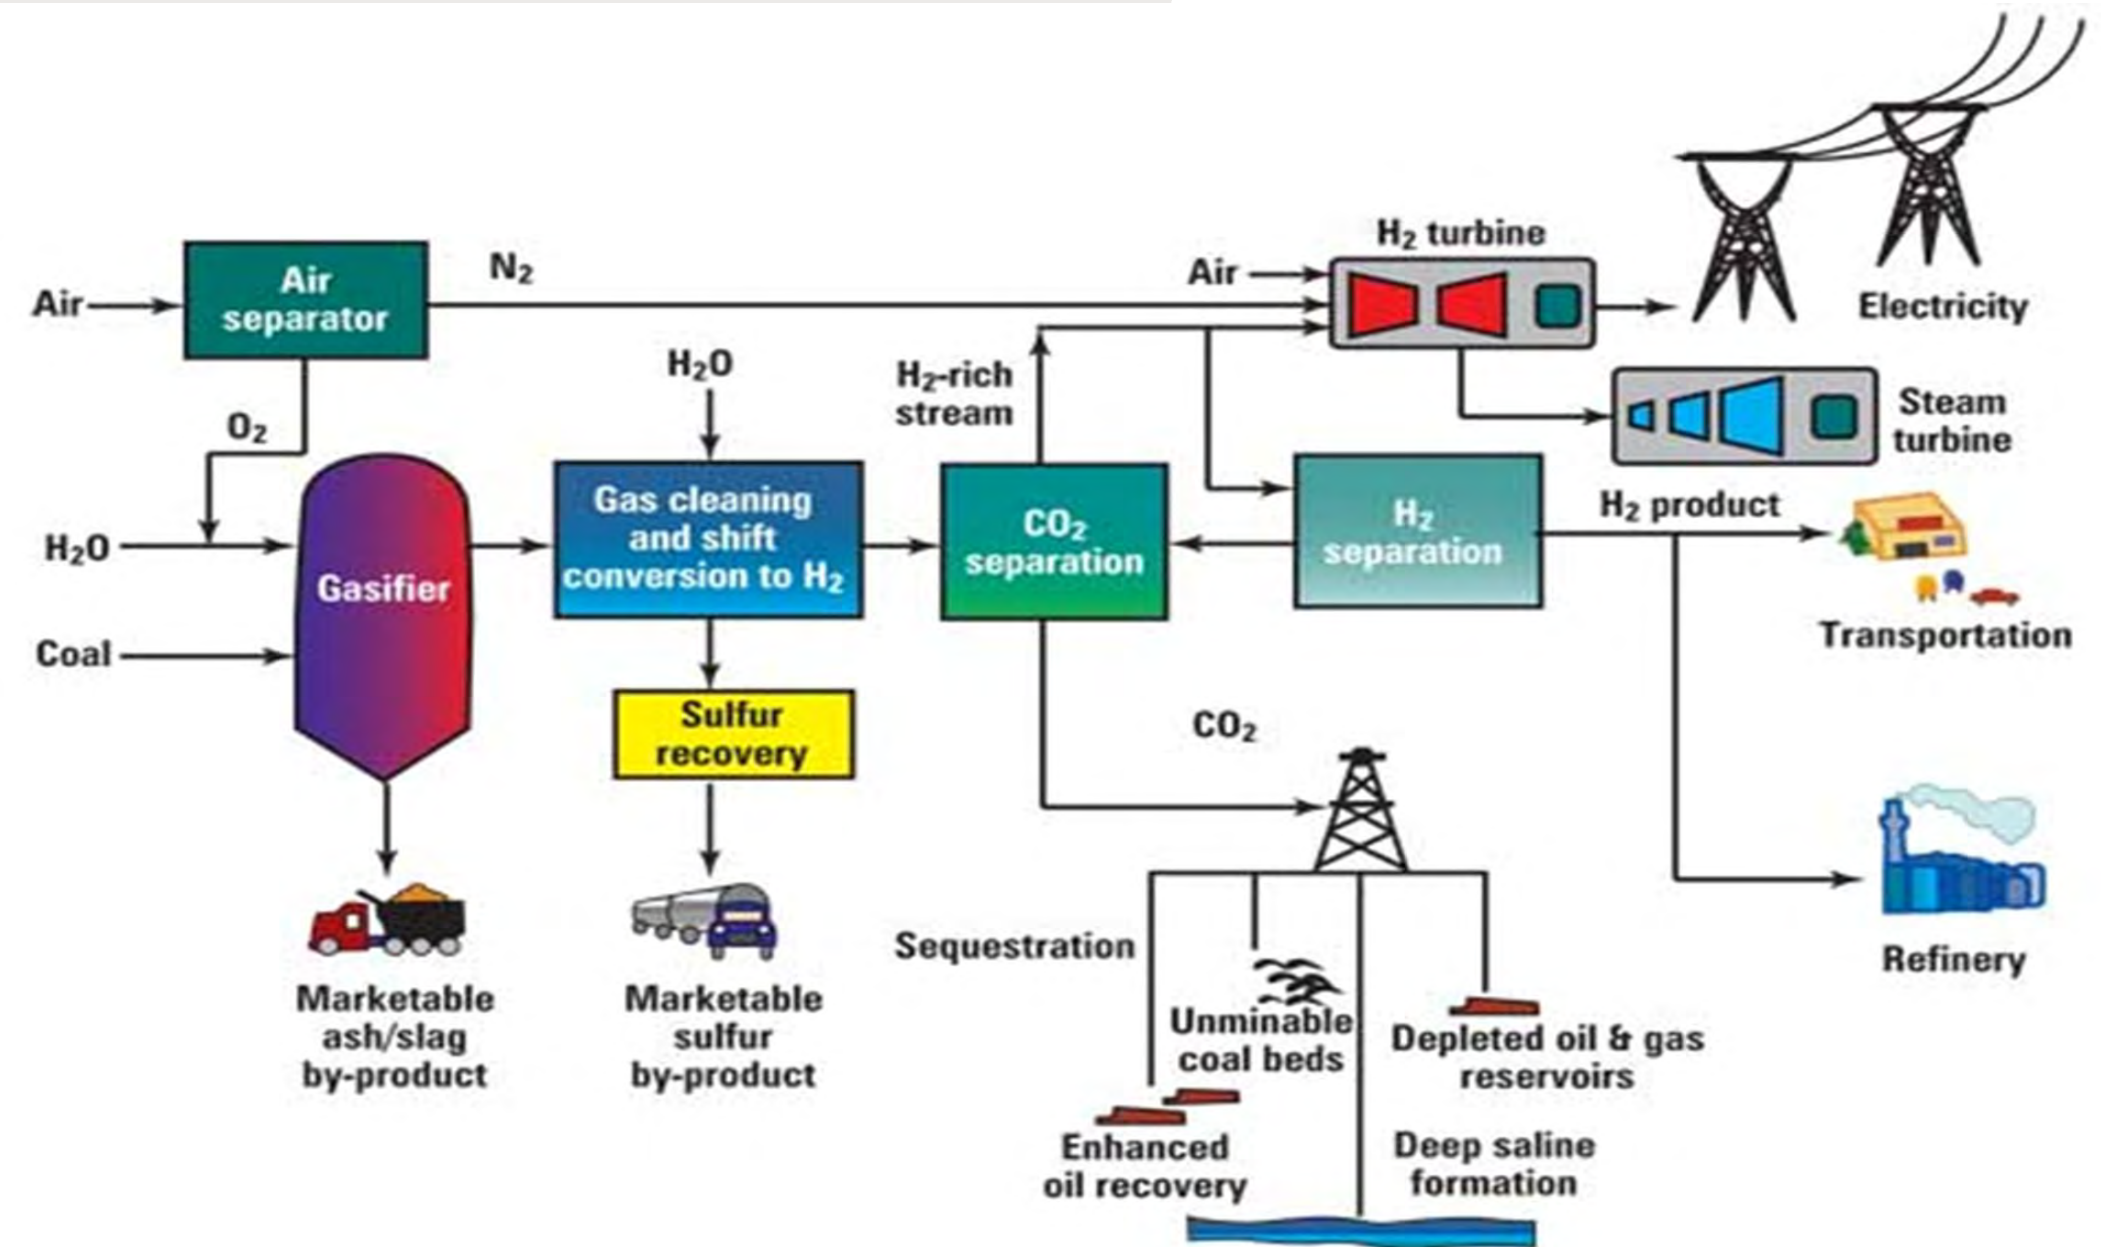 H₂ turbine
Air
Air
separator
N₂
Air
Electricity
H₂O
H₂-rich
stream
Steam
turbine
O₂
Gas cleaning
and shift
conversion to H₂
CO₂
separation
H₂
separation
H₂ product
H₂O
Gasifier
Coal
Transportation
Sulfur
recovery
CO₂
Sequestration
Refinery
Marketable
ash/slag
by-product
Marketable
sulfur
by-product
Unminable
coal beds
Depleted oil & gas
reservoirs
Enhanced
oil recovery
Deep saline
formation